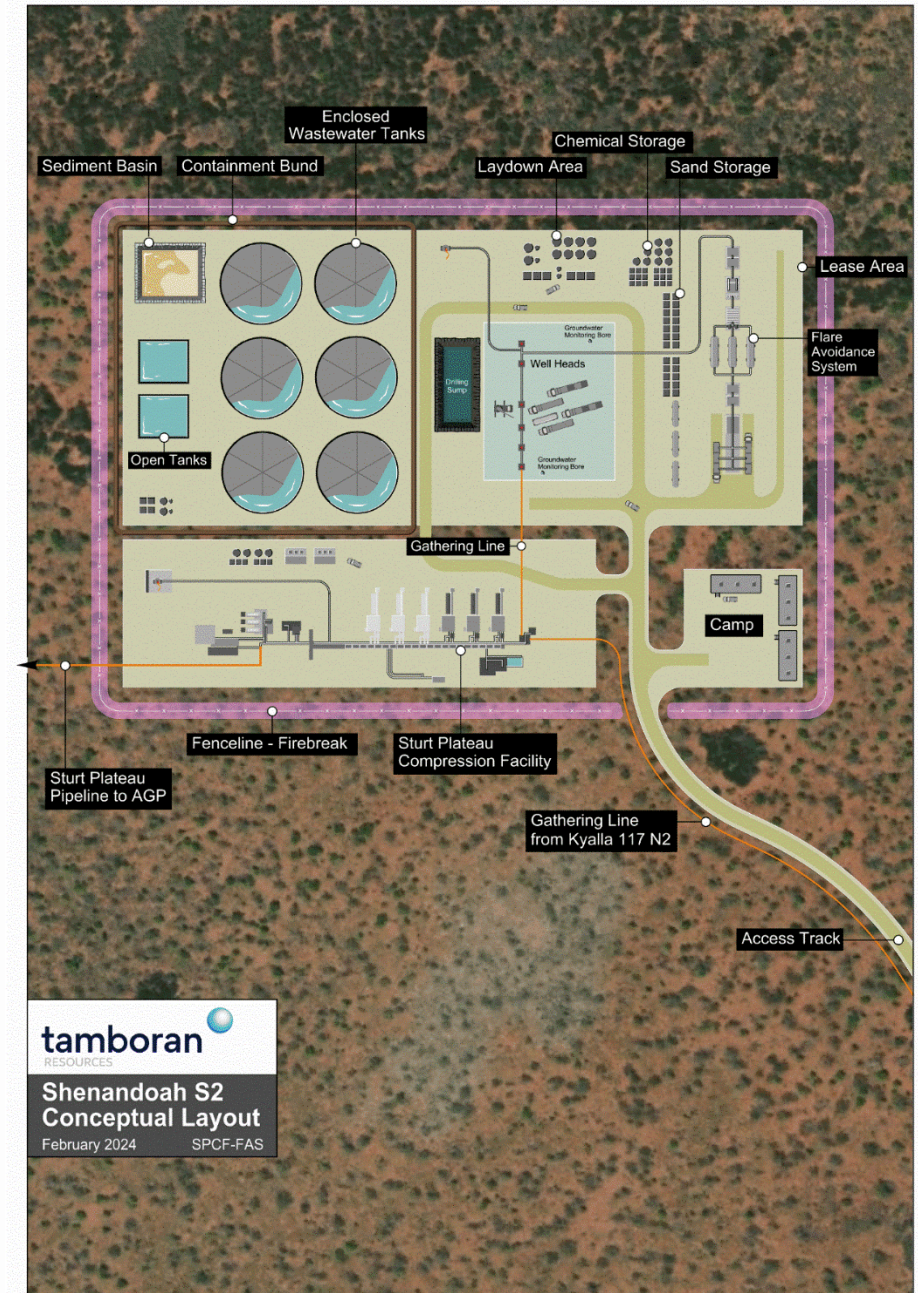 Enclosed
Wastewater Tanks
Chemical Storage
Sediment Basin
Containment Bund
Laydown Area
Sand Storage
Lease Area
Groundwater
Monitoring Bore
Flare
Avoidance
System
Well Heads
Drilling
Sump
Open Tanks
Groundwater
Monitoring Bore
Gathering Line
Camp
Fenceline - Firebreak
Sturt Plateau
Compression Facility
Sturt Plateau
Pipeline to AGP
Gathering Line
from Kyalla 117 N2
Access Track
tamboran
RESOURCES
Shenandoah S2
Conceptual Layout
February 2024 SPCF-FAS